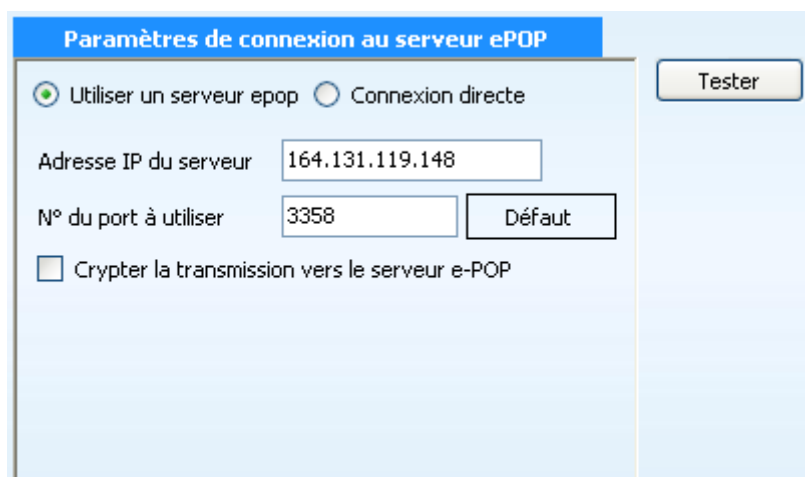 Paramètres de connexion au serveur ePOP
Tester
Utiliser un serveur epop Connexion directe
Adresse IP du serveur 164.131.119.148
N° du port à utiliser 3358 Défaut
Crypter la transmission vers le serveur e-POP